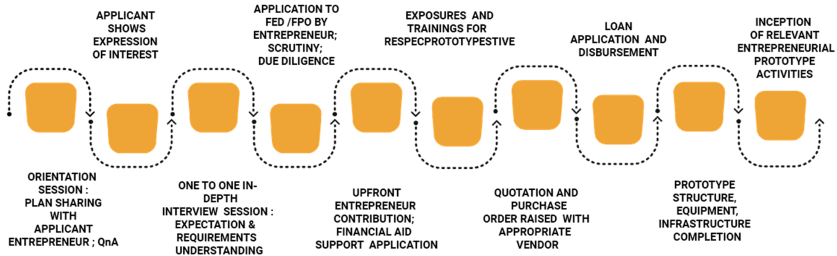 ORIENTATION
SESSION :
PLAN SHARING
WITH
APPLICANT
ENTREPRENEUR ; QnA
APPLICANT
SHOWS
EXPRESSION
OF INTEREST
ONE TO ONE IN-
DEPTH
INTERVIEW SESSION :
EXPECTATION &
REQUIREMENTS
UNDERSTANDING
APPLICATION TO
FED /FPO BY
ENTREPRENEUR;
SCRUTINY;
DUE DILIGENCE
UPFRONT
ENTREPRENEUR
CONTRIBUTION;
FINANCIAL AID
SUPPORT APPLICATION
EXPOSURES AND
TRAININGS FOR
RESPECPROTOTYPESTIVE
QUOTATION AND
PURCHASE
ORDER RAISED WITH
APPROPRIATE
VENDOR
LOAN
APPLICATION AND
DISBURSEMENT
PROTOTYPE
STRUCTURE,
EQUIPMENT,
INFRASTRUCTURE
COMPLETION
INCEPTION
OF RELEVANT
ENTREPRENEURIAL
PROTOTYPE
ACTIVITIES